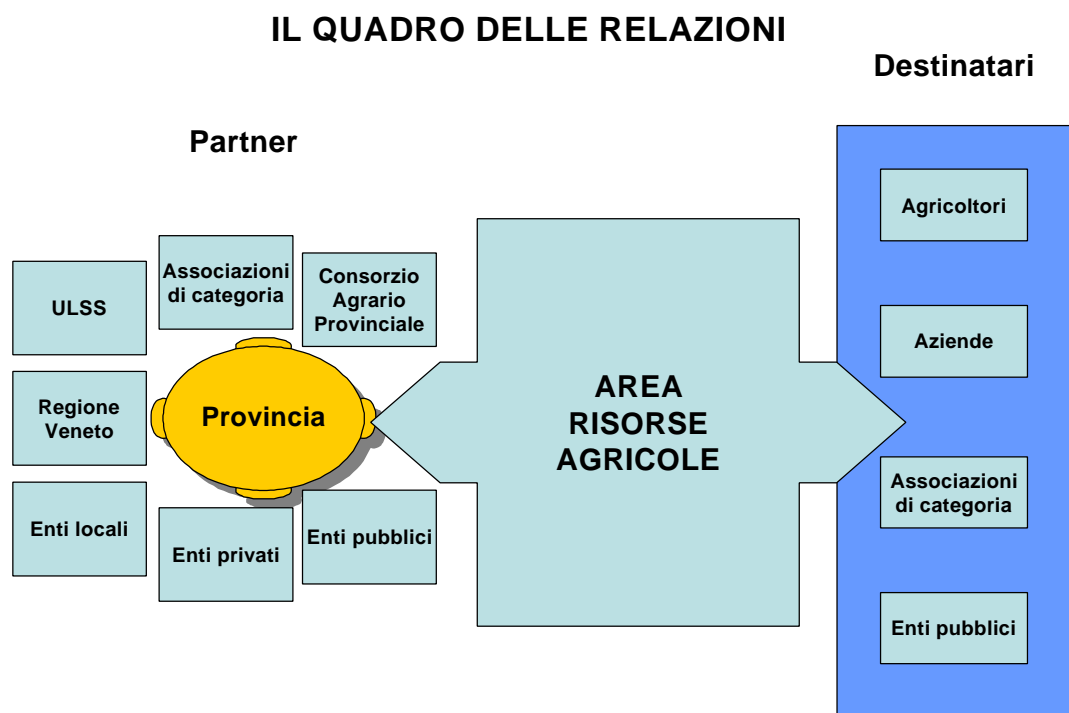 IL QUADRO DELLE RELAZIONI
Destinatari
Partner
ULSS
Associazioni
di categoria
Consorzio
Agrario
Provinciale
Regione
Veneto
Provincia
Enti locali
Enti privati
Enti pubblici
AREA
RISORSE
AGRICOLE
Agricoltori
Aziende
Associazioni
di categoria
Enti pubblici